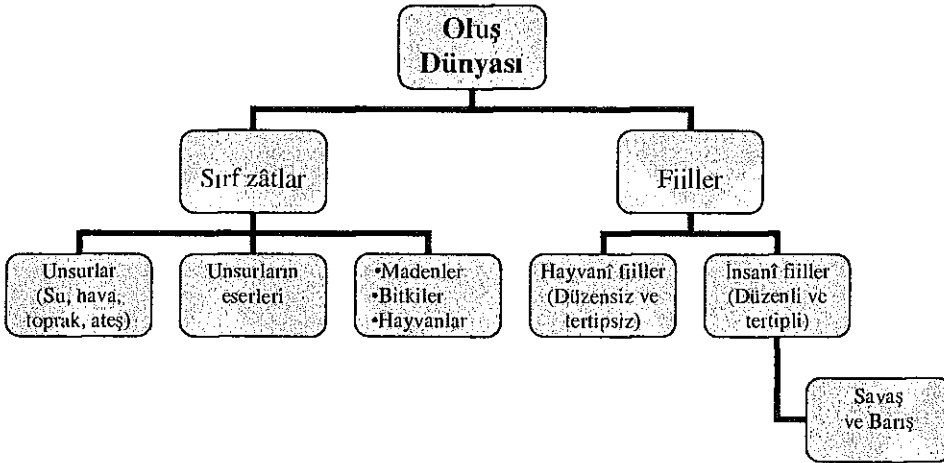 Oluş
Dünyası
Sırf zâtlar
Fiiller
Unsurlar
(Su, hava,
toprak, ateş)
Unsurların
eserleri
•Madenler
•Bitkiler
•Hayvanlar
Hayvanî fiiller
(Düzensiz ve
tertipsiz)
İnsanî fiiller
(Düzenli ve
tertipli)
Savaş
ve Barış